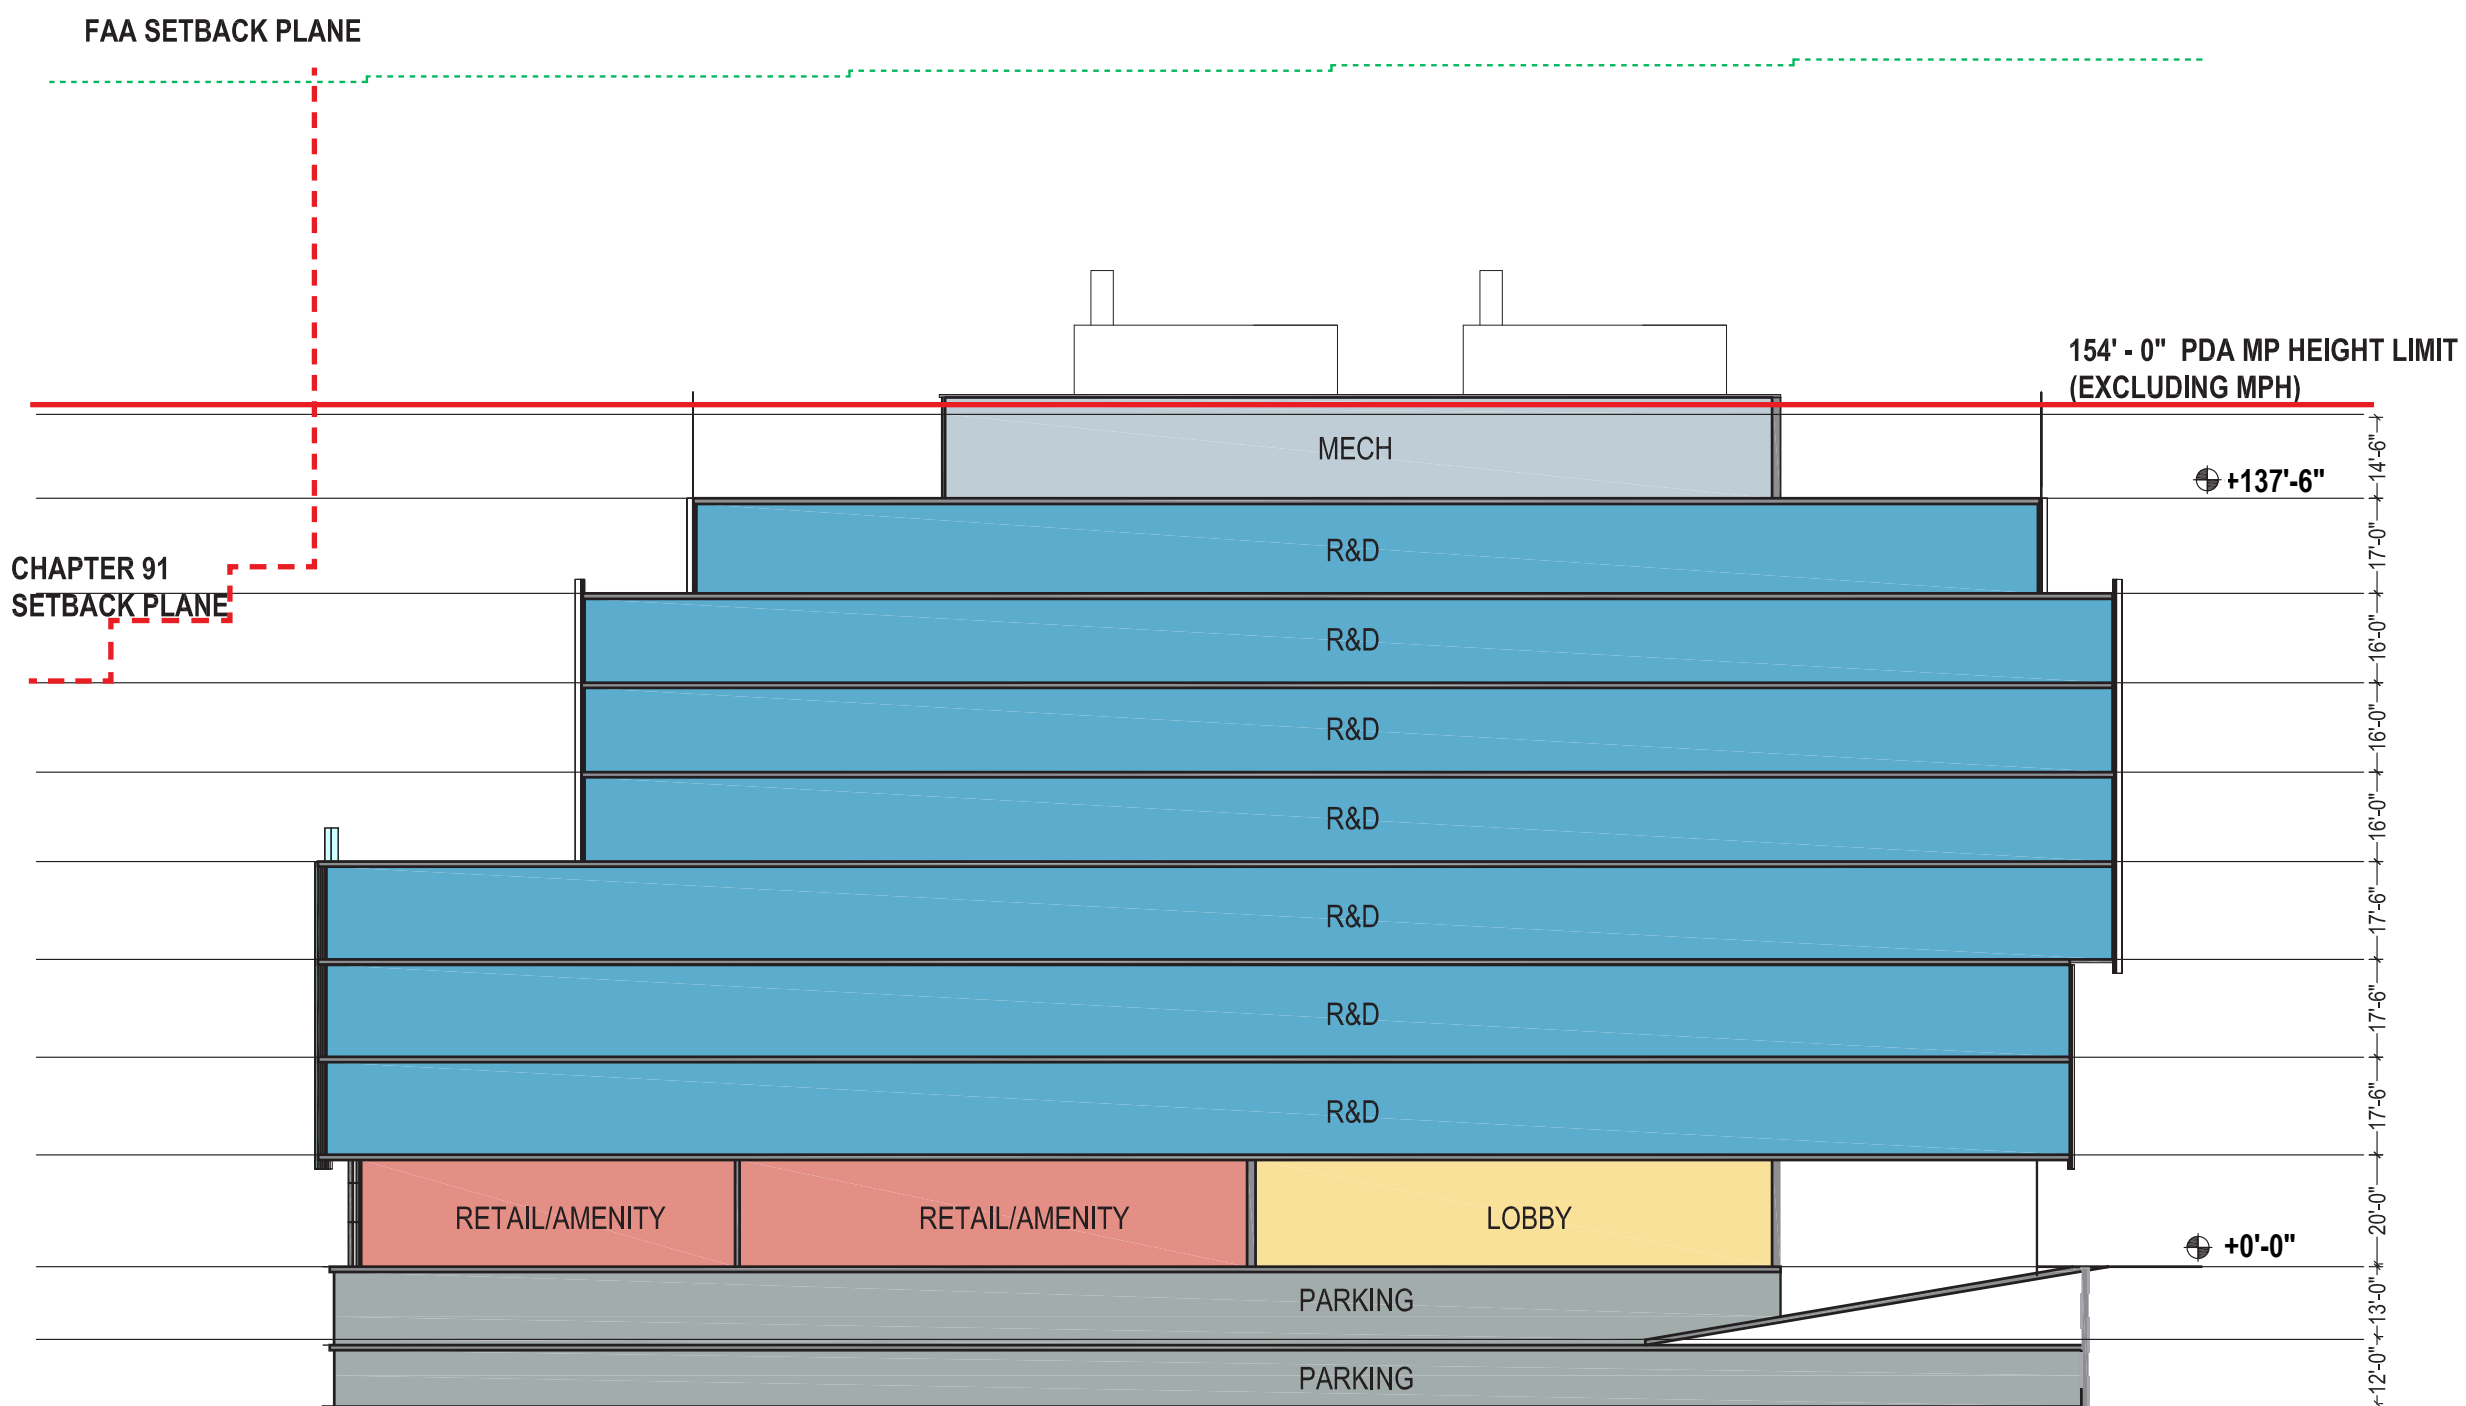 FAA SETBACK PLANE
154' - 0" PDA MP HEIGHT LIMIT
(EXCLUDING MPH)
MECH
14'-6"
+137'-6"
R&D
17'-0"
CHAPTER 91
SETBACK PLANE
R&D
16'-0"
R&D
16'-0"
R&D
16'-0"
R&D
17'-6"
R&D
17'-6"
R&D
17'-6"
RETAIL/AMENITY
RETAIL/AMENITY
LOBBY
20'-0"
+0'-0"
PARKING
13'-0"
PARKING
12'-0"